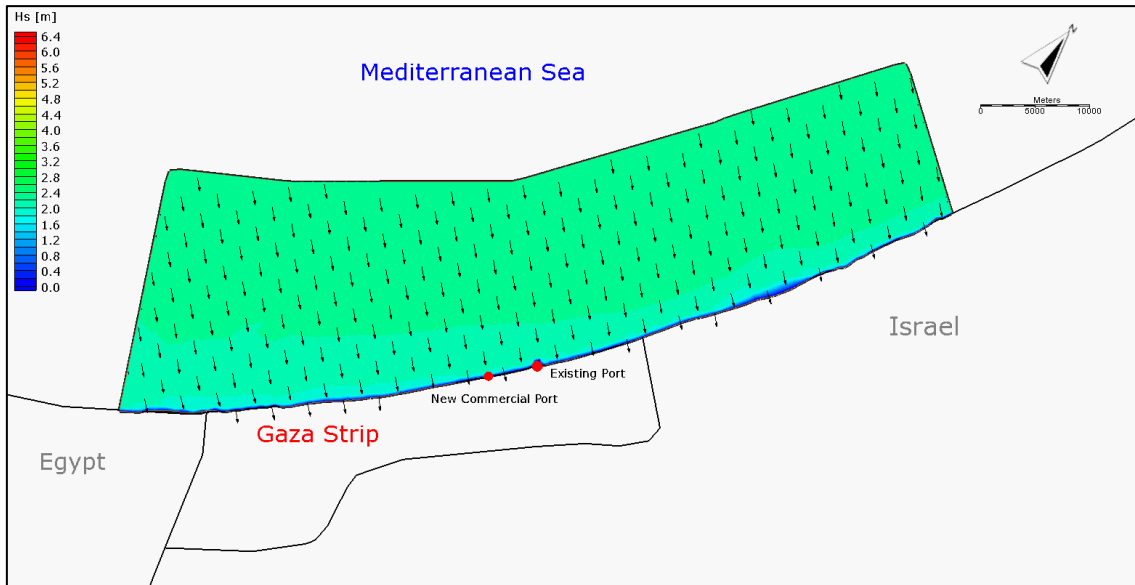 Hs [m]
6.4
6.0
5.6
5.2
4.8
4.4
4.0
3.6
3.2
2.8
2.4
2.0
1.6
1.2
0.8
0.4
0.0
Mediterranean Sea
N
Meters
0 5000 10000
Israel
Existing Port
New Commercial Port
Gaza Strip
Egypt